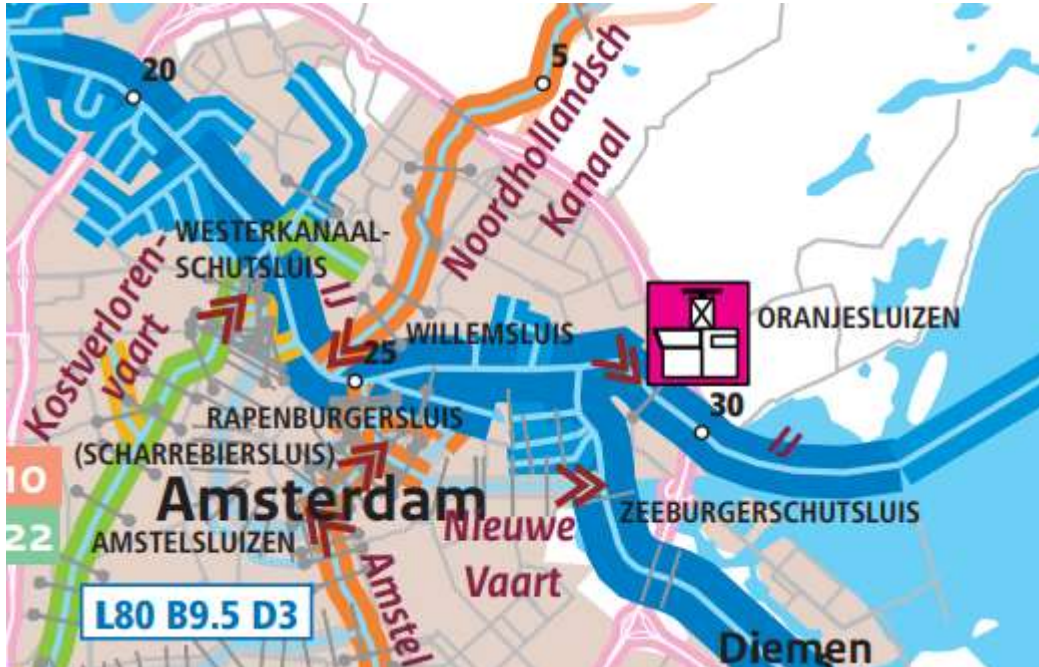 20
5
Noordhollandsch
Kanaal
WESTERKANAAL-
SCHUTSLUIS
Kostverloren-
vaart
IJ
WILLEMSLUIS
ORANJESLUIZEN
25
30
IJ
RAPENBURGERSLUIS
(SCHARREBIERSLUIS)
10
22
Amsterdam
AMSTELSLUIZEN
Nieuwe
Vaart
ZEEBURGERSCHUTSLUIS
Amstel
L80 B9.5 D3
Diemen